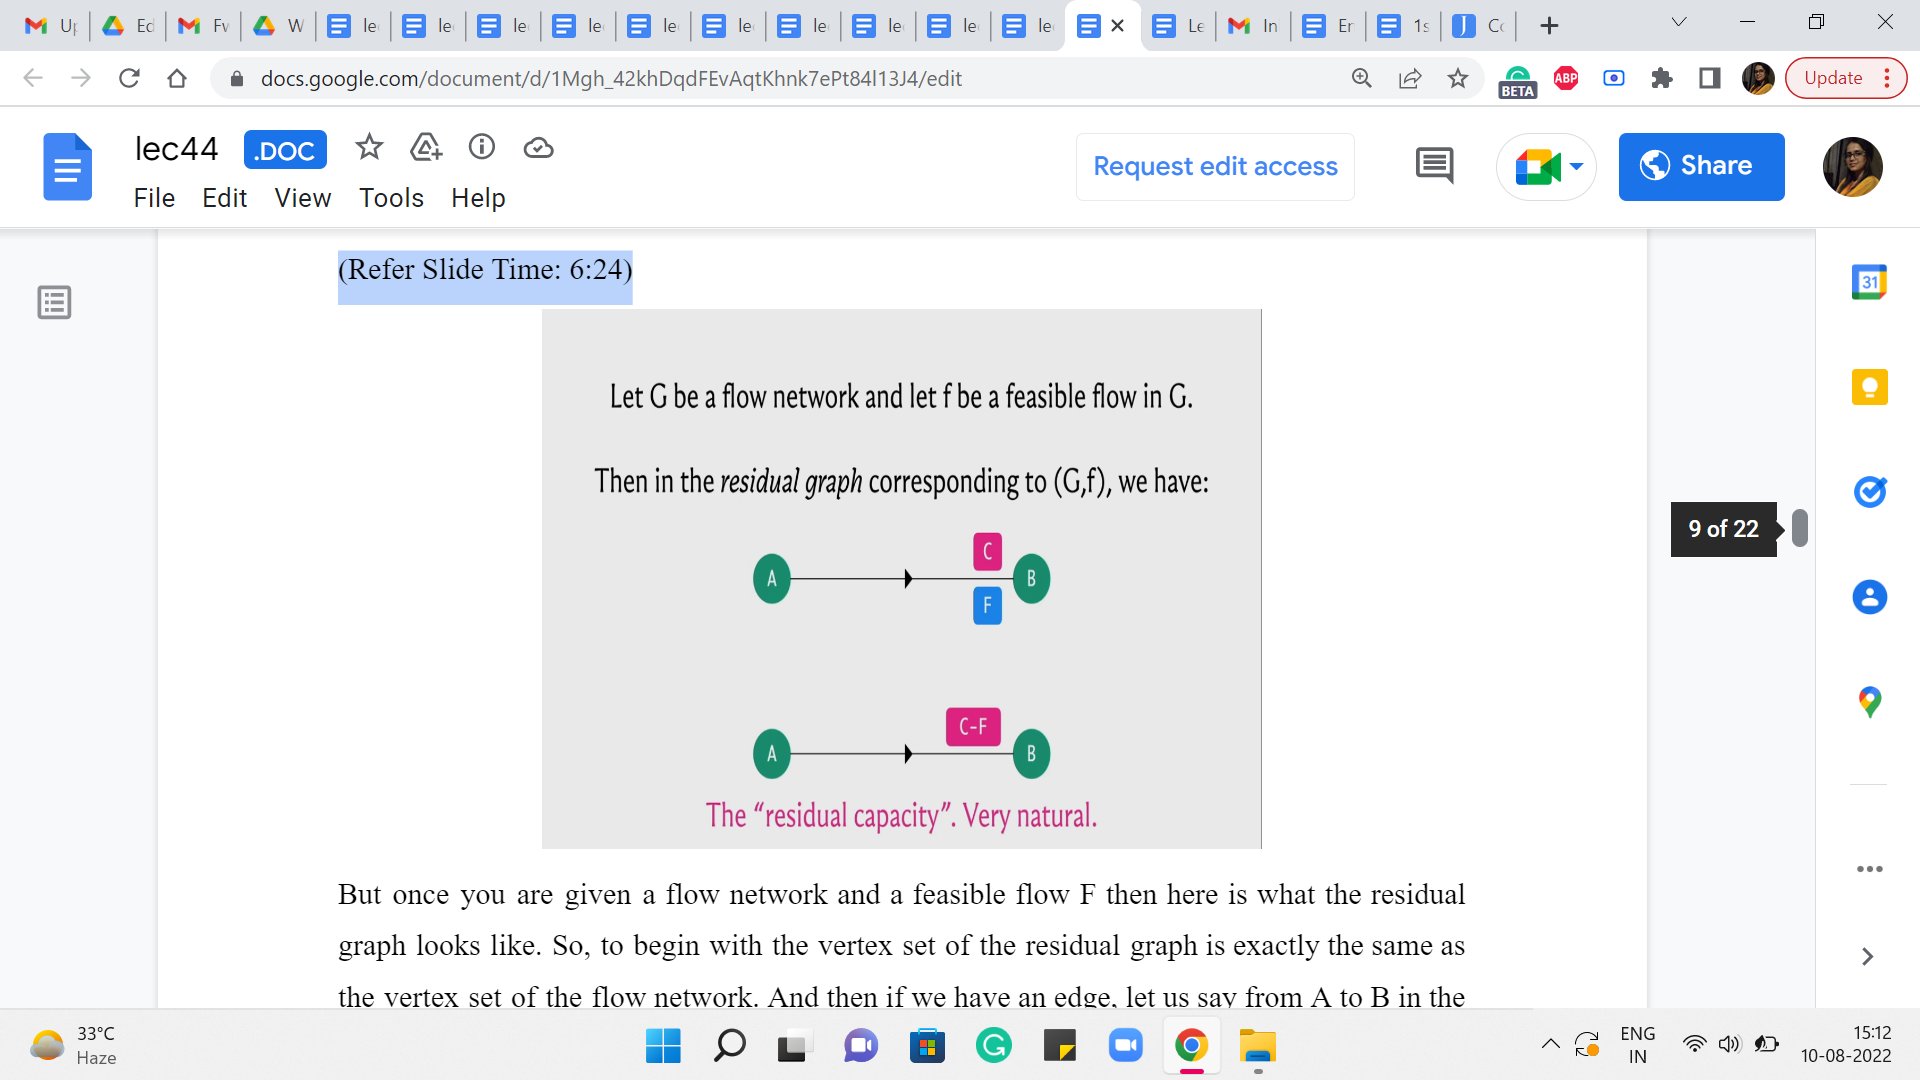 Ed
Fw
W
le
le
le
le
le
le
le
le
le
le
Le
In
Er
1s
docs.google.com/document/d/1Mgh_42khDqdFEvAqtKhnk7ePt84l13J4/edit
BETA
ABP
Update
lec44 .DOC
File Edit View Tools Help
Request edit access
Share
31
(Refer Slide Time: 6:24)
Let G be a flow network and let f be a feasible flow in G.
Then in the residual graph corresponding to (G,f), we have:
C
A B
F
C-F
A B
The “residual capacity”. Very natural.
9 of 22
But once you are given a flow network and a feasible flow F then here is what the residual
graph looks like. So, to begin with the vertex set of the residual graph is exactly the same as
the vertex set of the flow network. And then if we have an edge, let us say from A to B in the
33°C
Haze
ENG
IN
15:12
10-08-2022